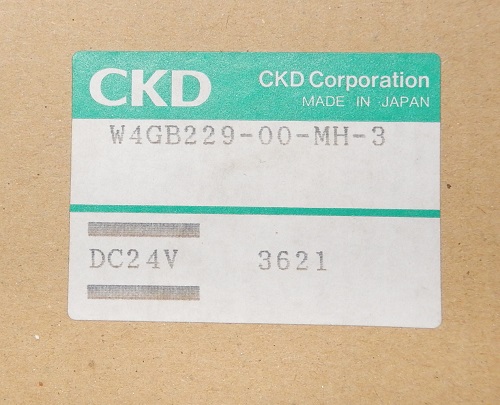 CKD
CKD Corporation
MADE IN JAPAN
W4GB229-00-MH-3
DC24V 3621